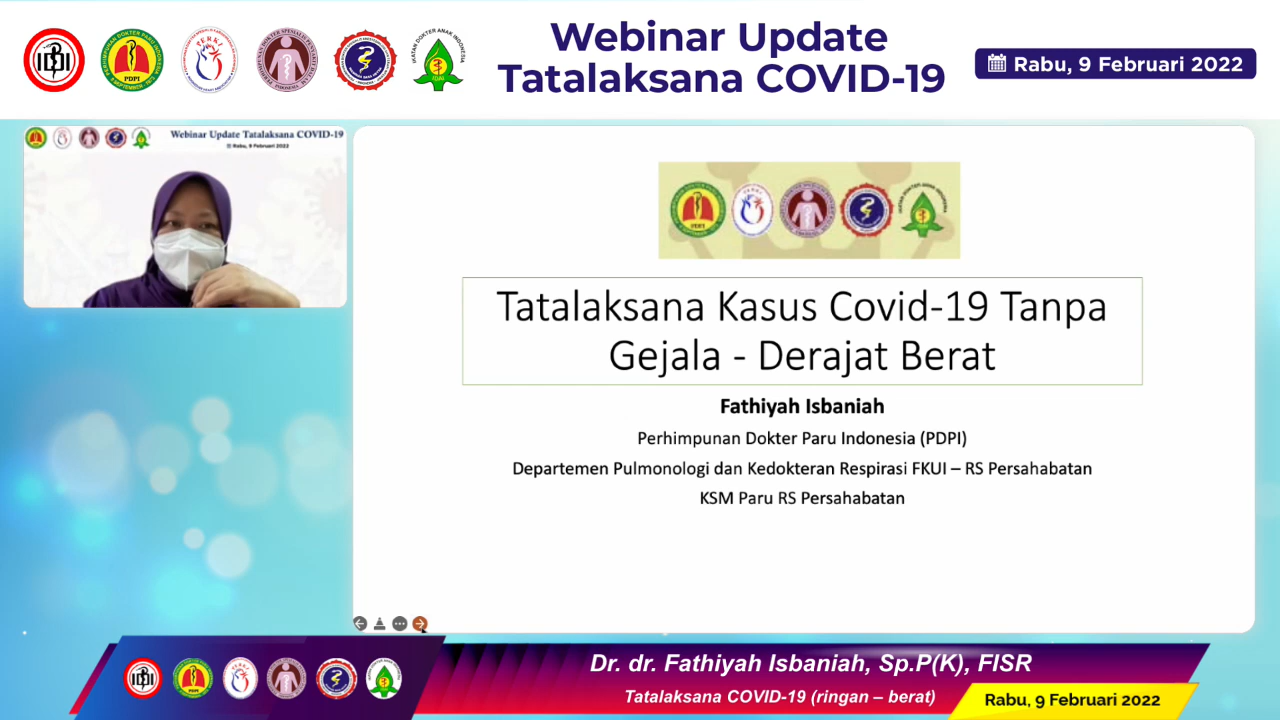 Webinar Update
Tatalaksana COVID-19
Rabu, 9 Februari 2022
Webinar Update Tatalaksana COVID-19
Rabu, 9 Februari 2022
PDPI
Tatalaksana Kasus Covid-19 Tanpa
Gejala - Derajat Berat
Fathiyah Isbaniah
Perhimpunan Dokter Paru Indonesia (PDPI)
Departemen Pulmonologi dan Kedokteran Respirasi FKUI – RS Persahabatan
KSM Paru RS Persahabatan
Dr. dr. Fathiyah Isbaniah, Sp.P(K), FISR
Tatalaksana COVID-19 (ringan – berat)
Rabu, 9 Februari 2022